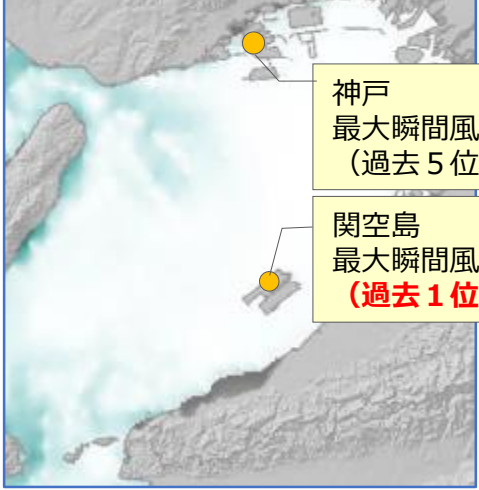 神戸
最大瞬間風
（過去５位
関空島
最大瞬間風
（過去１位